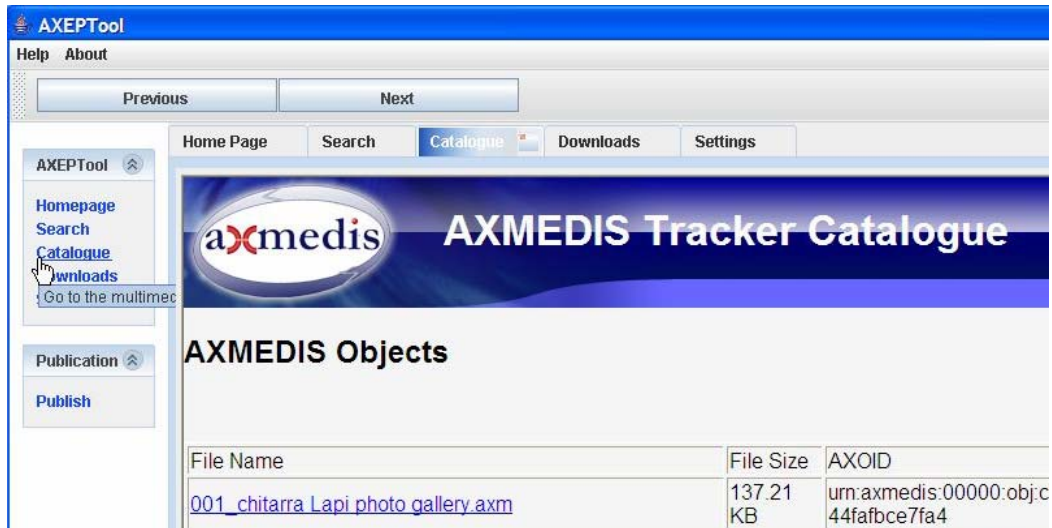 AXEPTool
Help About
Previous Next
Home Page Search Catalogue Downloads Settings
AXEPTool
Homepage
Search
Catalogue
Downloads
Go to the multimed
Publication
Publish
axmedis
AXMEDIS Tracker Catalogue
AXMEDIS Objects
File Name File Size AXOID
001_chitarra Lapi photo gallery.axm 137.21 KB urn:axmedis:00000:obj:c
44fafbce7fa4